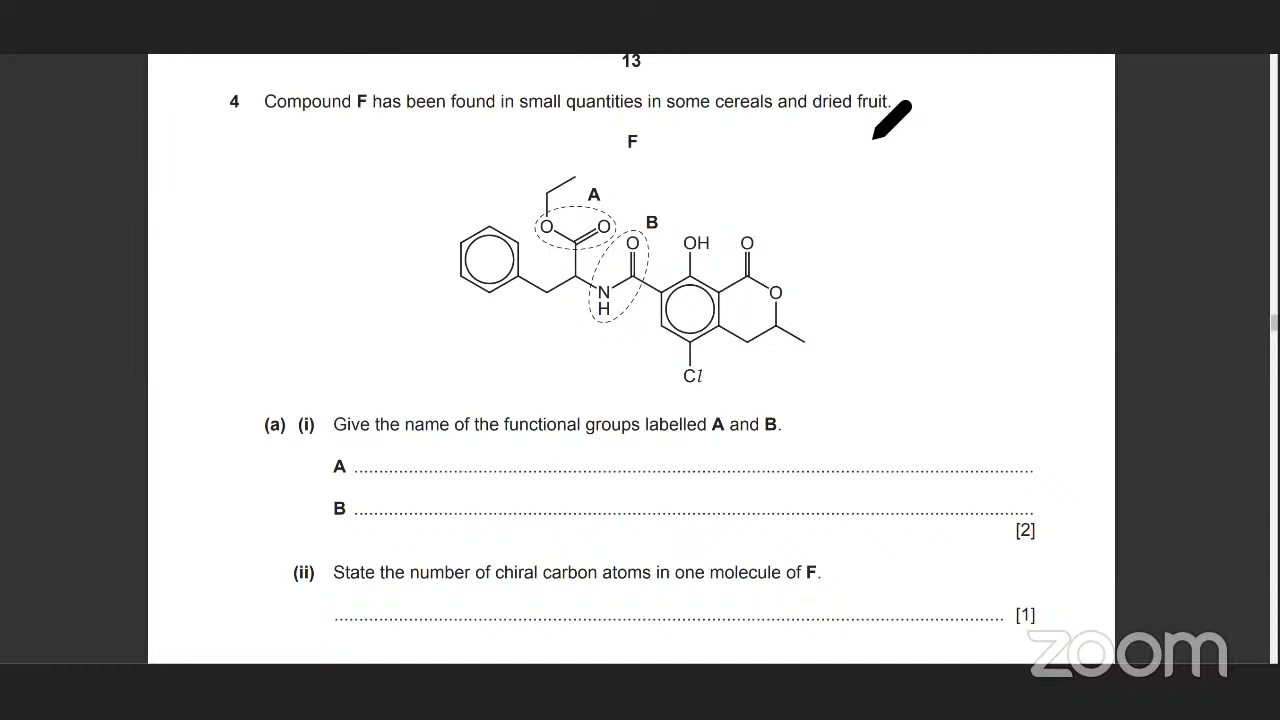 13
4 Compound F has been found in small quantities in some cereals and dried fruit.
F
A
B
O O O OH O
N O
H
Cl
(a) (i) Give the name of the functional groups labelled A and B.
A ........................................................................................................................
B ........................................................................................................................
[2]
(ii) State the number of chiral carbon atoms in one molecule of F.
........................................................................................................................ [1]
zoom